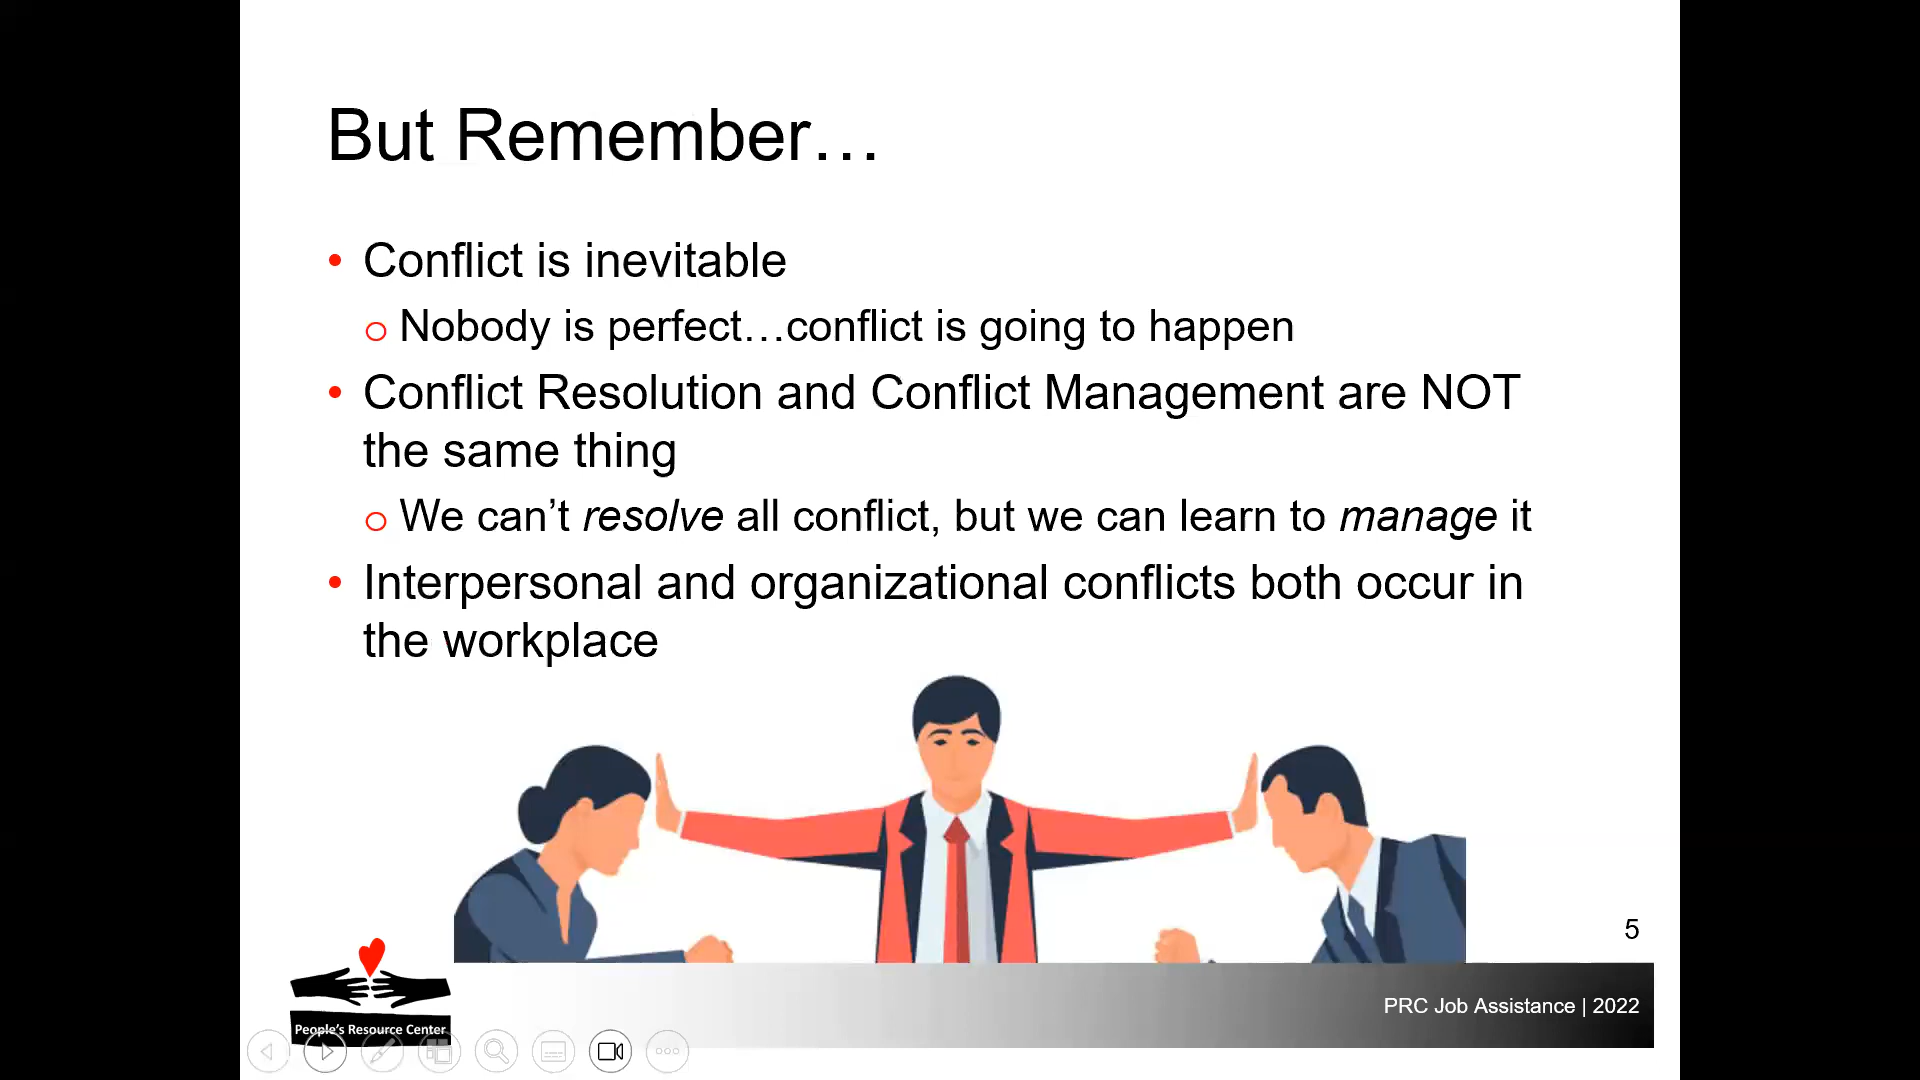 But Remember…
• Conflict is inevitable
o Nobody is perfect…conflict is going to happen
• Conflict Resolution and Conflict Management are NOT
the same thing
o We can’t resolve all conflict, but we can learn to manage it
• Interpersonal and organizational conflicts both occur in
the workplace
5
People’s Resource Center
PRC Job Assistance | 2022